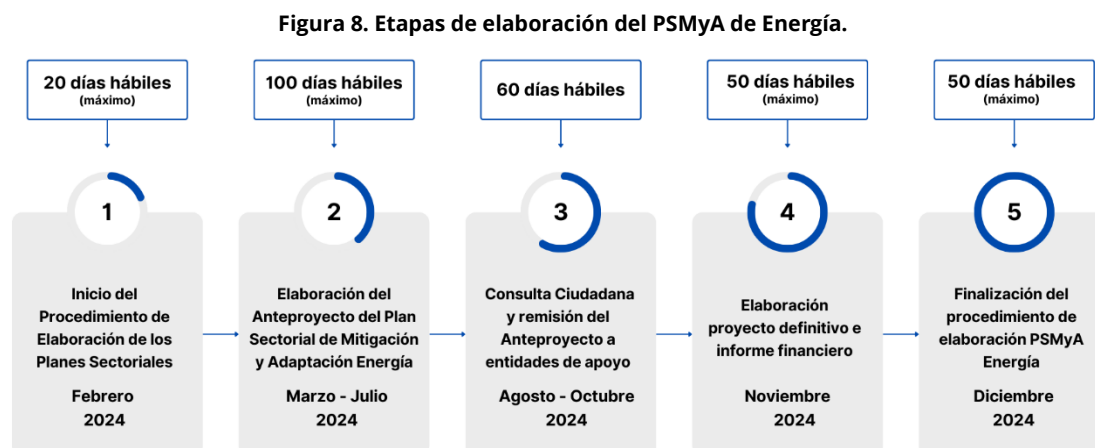 Figura 8. Etapas de elaboración del PSMyA de Energía.
20 días hábiles
(máximo)
100 días hábiles
(máximo)
60 días hábiles
50 días hábiles
(máximo)
50 días hábiles
(máximo)
1
Inicio del
Procedimiento de
Elaboración de los
Planes Sectoriales
Febrero
2024
2
Elaboración del
Anteproyecto del Plan
Sectorial de Mitigación
y Adaptación Energía
Marzo - Julio
2024
3
Consulta Ciudadana
y remisión del
Anteproyecto a
entidades de apoyo
Agosto - Octubre
2024
4
Elaboración
proyecto definitivo e
informe financiero
Noviembre
2024
5
Finalización del
procedimiento de
elaboración PSMyA
Energía
Diciembre
2024